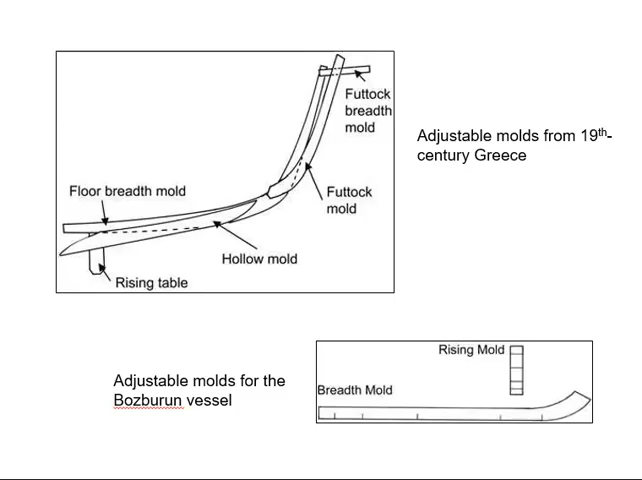 Futtock
breadth
mold
Adjustable molds from 19th-
century Greece
Floor breadth mold
Futtock
mold
Hollow mold
Rising table
Rising Mold
Adjustable molds for the
Bozburun vessel
Breadth Mold